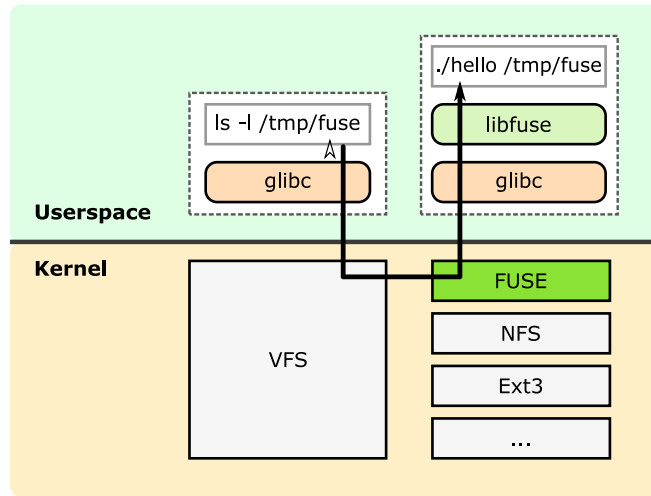 ./hello /tmp/fuse
ls -l /tmp/fuse
libfuse
glibc
glibc
Userspace
Kernel
FUSE
NFS
VFS
Ext3
...